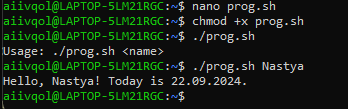 aiivqol@LAPTOP-5LM21RGC:~$ nano prog.sh
aiivqol@LAPTOP-5LM21RGC:~$ chmod +x prog.sh
aiivqol@LAPTOP-5LM21RGC:~$ ./prog.sh
Usage: ./prog.sh <name>
aiivqol@LAPTOP-5LM21RGC:~$ ./prog.sh Nastya
Hello, Nastya! Today is 22.09.2024.
aiivqol@LAPTOP-5LM21RGC:~$